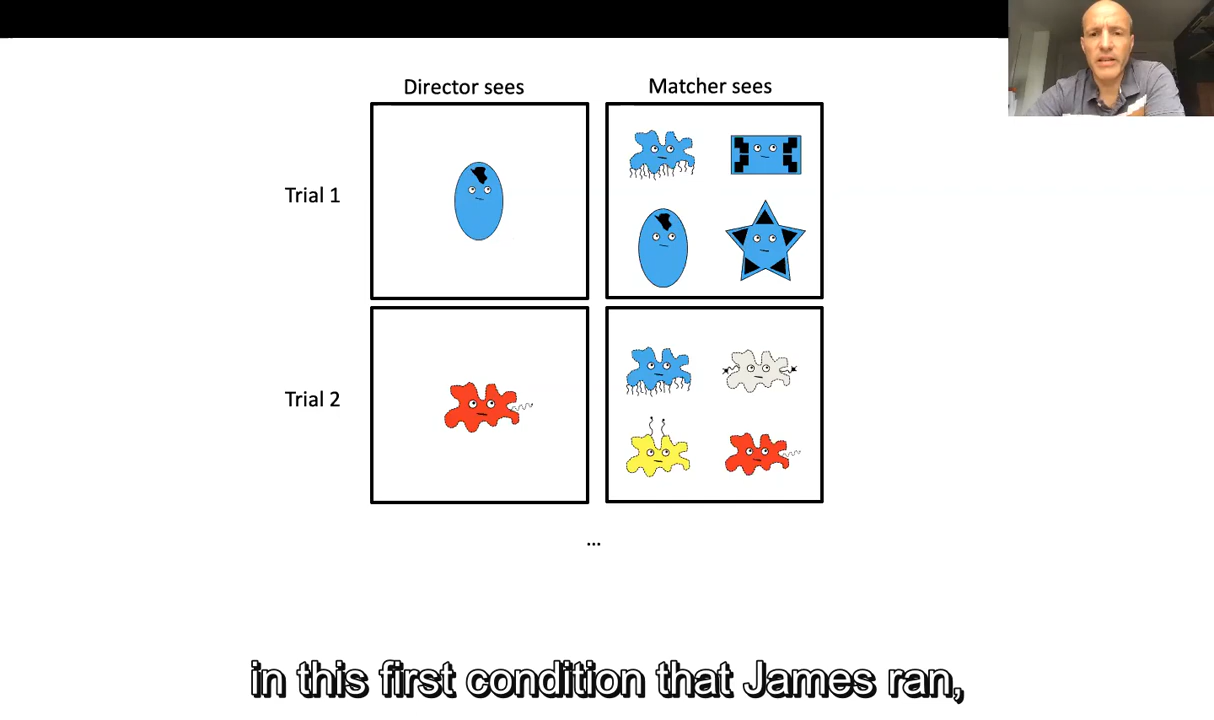 Director sees
Matcher sees
Trial 1
Trial 2
...
in this first condition that James ran,